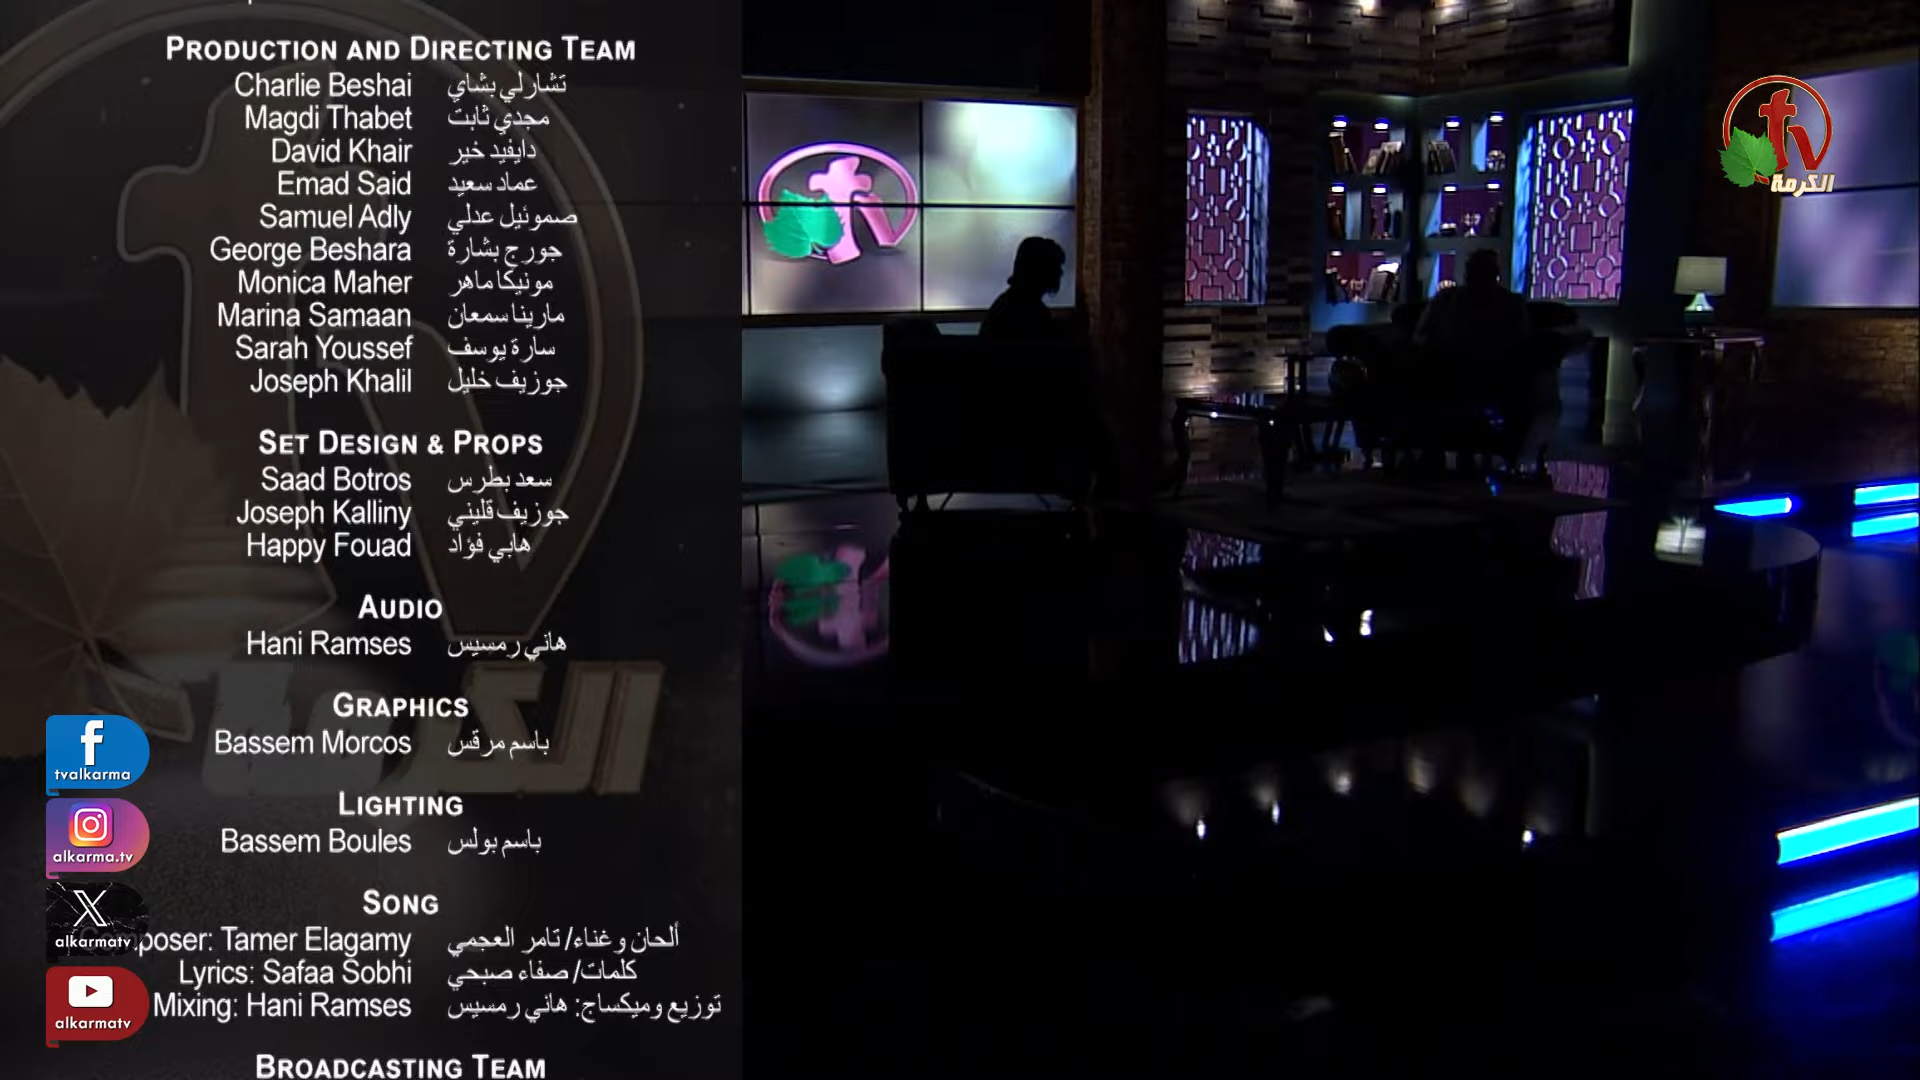 PRODUCTION AND DIRECTING TEAM
Charlie Beshai تشارلي بشاي
Magdi Thabet مجدي ثابت
David Khair دايفيد خير
Emad Said عماد سعيد
Samuel Adly صموئيل عدلي
George Beshara جورج بشارة
Monica Maher مونيكا ماهر
Marina Samaan مارينا سمعان
Sarah Youssef سارة يوسف
Joseph Khalil جوزيف خليل
SET DESIGN & PROPS
Saad Botros سعد بطرس
Joseph Kalliny جوزيف قليني
Happy Fouad هابي فؤاد
AUDIO
Hani Ramses هاني رمسيس
GRAPHICS
Bassem Morcos باسم مرقس
LIGHTING
Bassem Boules باسم بولس
SONG
poser: Tamer Elagamy ألحان وغناء/ تامر العجمي
Lyrics: Safaa Sobhi كلمات/ صفاء صبحي
Mixing: Hani Ramses توزيع وميكساج: هاني رمسيس
BROADCASTING TEAM
tvalkarma
alkarma.tv
alkarmatv
alkarmatv
tv
الكرمة
الكرمة